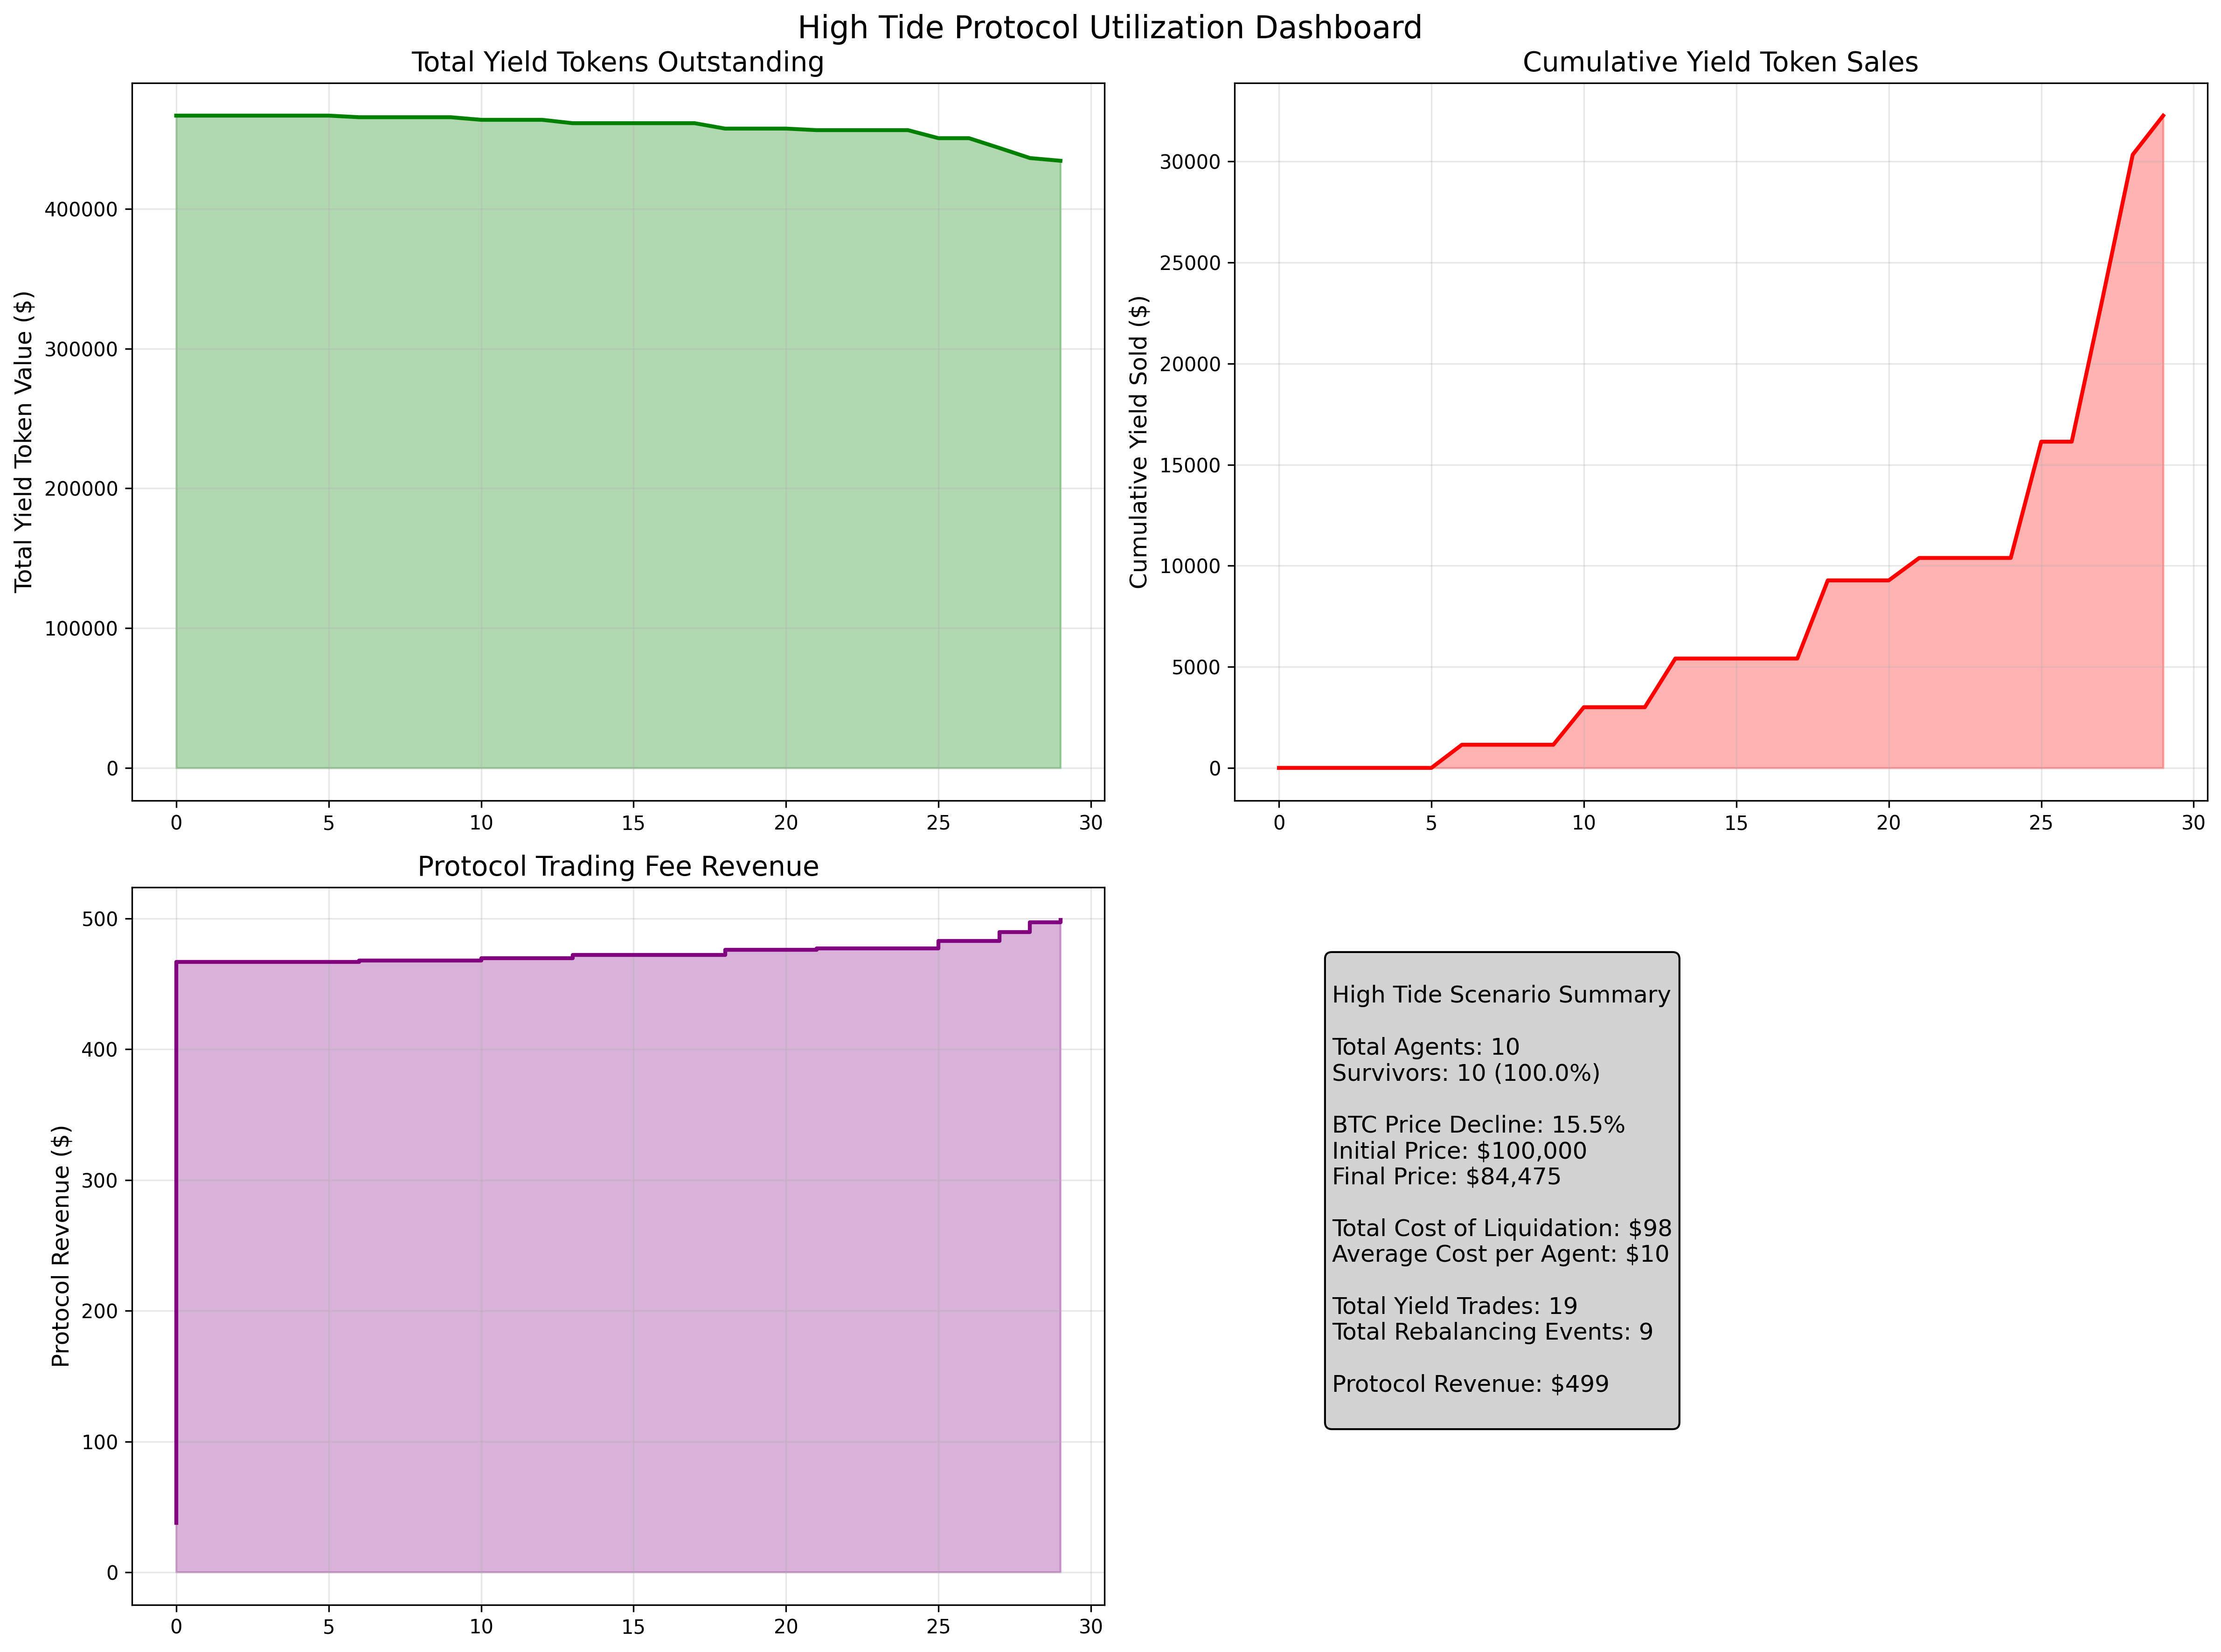 High Tide Protocol Utilization Dashboard
Total Yield Tokens Outstanding
Total Yield Token Value ($)
400000
300000
200000
100000
0
0 5 10 15 20 25 30
Cumulative Yield Token Sales
Cumulative Yield Sold ($)
30000
25000
20000
15000
10000
5000
0
0 5 10 15 20 25 30
Protocol Trading Fee Revenue
Protocol Revenue ($)
500
400
300
200
100
0
0 5 10 15 20 25 30
High Tide Scenario Summary
Total Agents: 10
Survivors: 10 (100.0%)
BTC Price Decline: 15.5%
Initial Price: $100,000
Final Price: $84,475
Total Cost of Liquidation: $98
Average Cost per Agent: $10
Total Yield Trades: 19
Total Rebalancing Events: 9
Protocol Revenue: $499